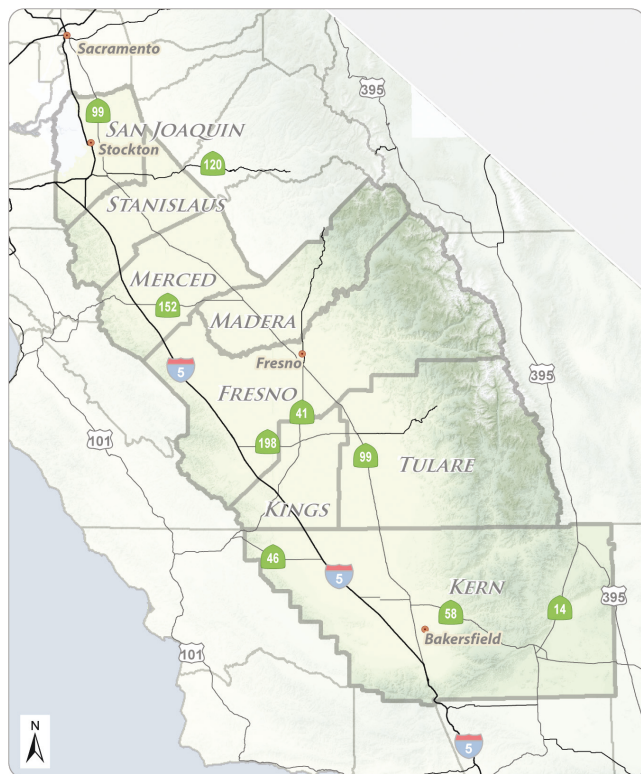 Sacramento
395
99
SAN JOAQUIN
Stockton
120
STANISLAUS
MERCED
152
MADERA
Fresno
5
395
FRESNO
41
101
198
99
TULARE
KINGS
46
5
KERN
58
14
395
Bakersfield
101
N
5